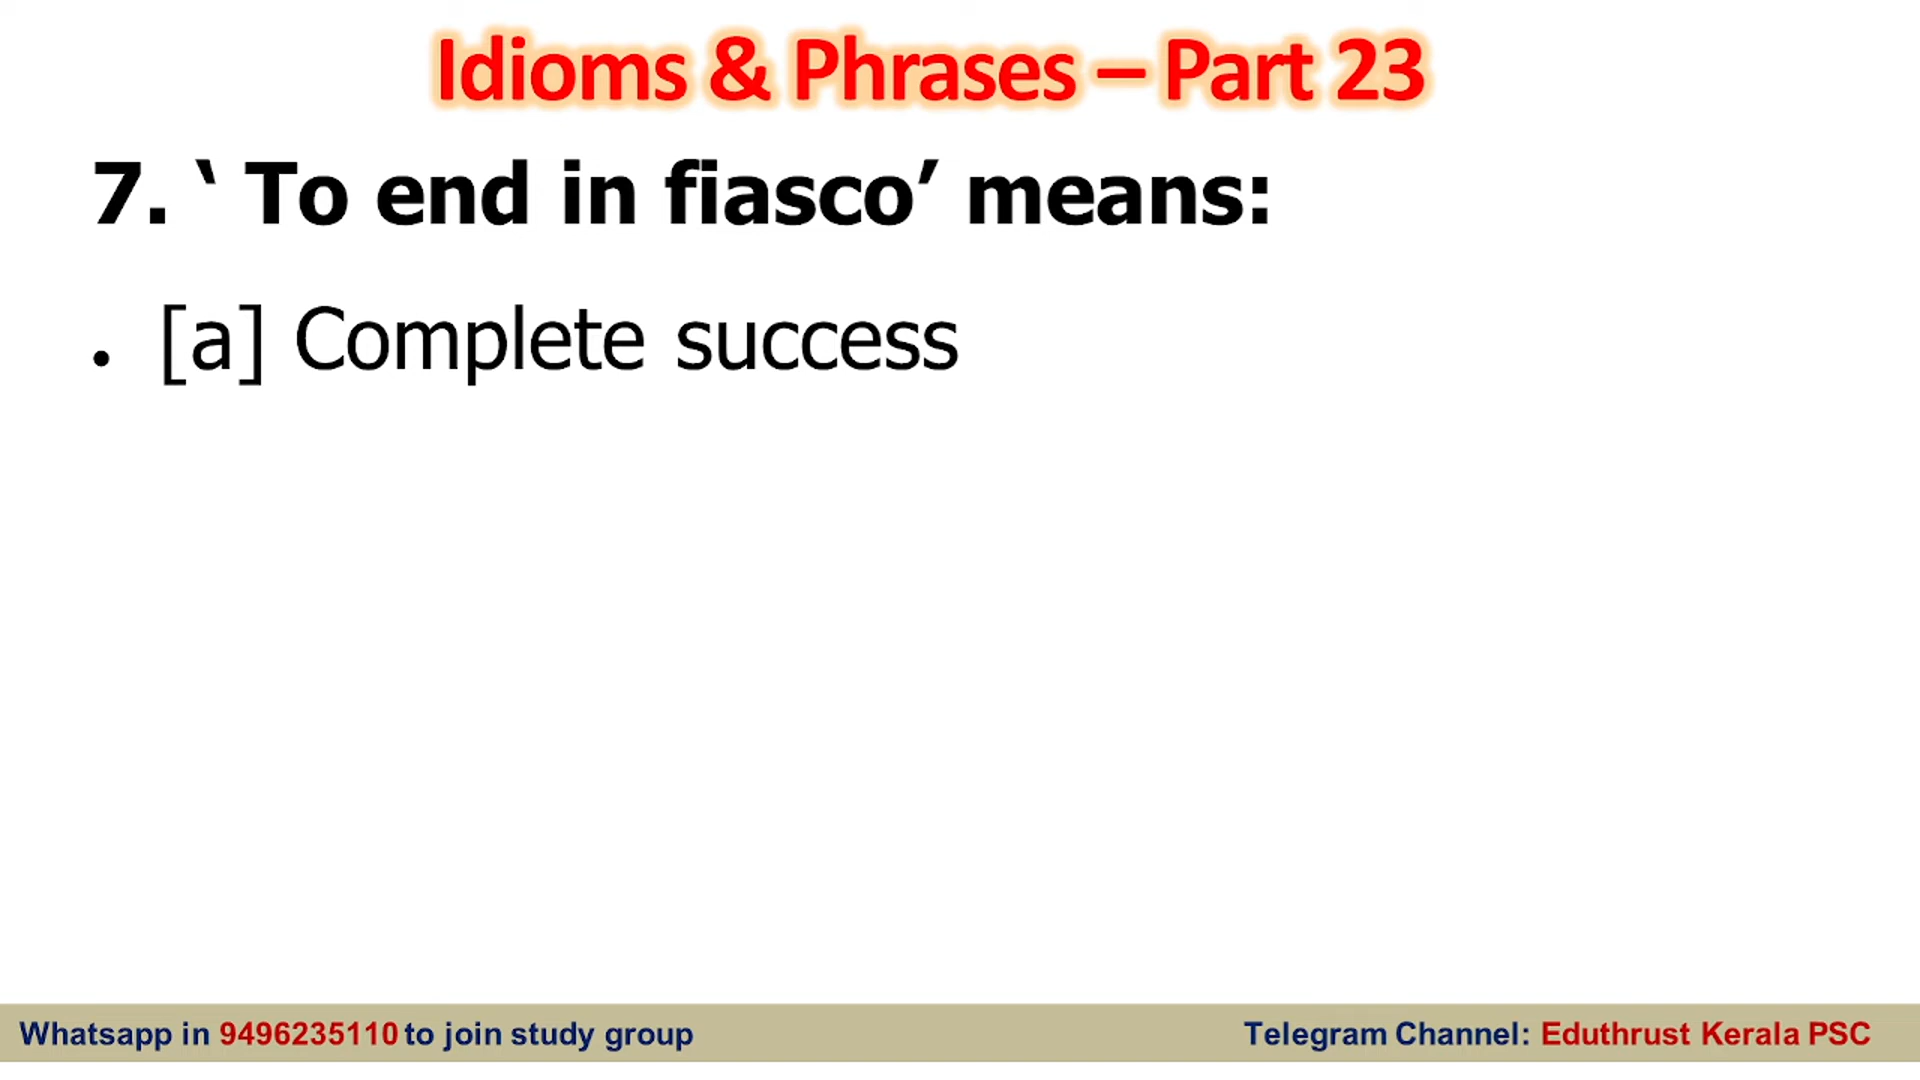 Idioms & Phrases – Part 23
7. ‘ To end in fiasco’ means:
• [a] Complete success
Whatsapp in 9496235110 to join study group
Telegram Channel: Eduthrust Kerala PSC